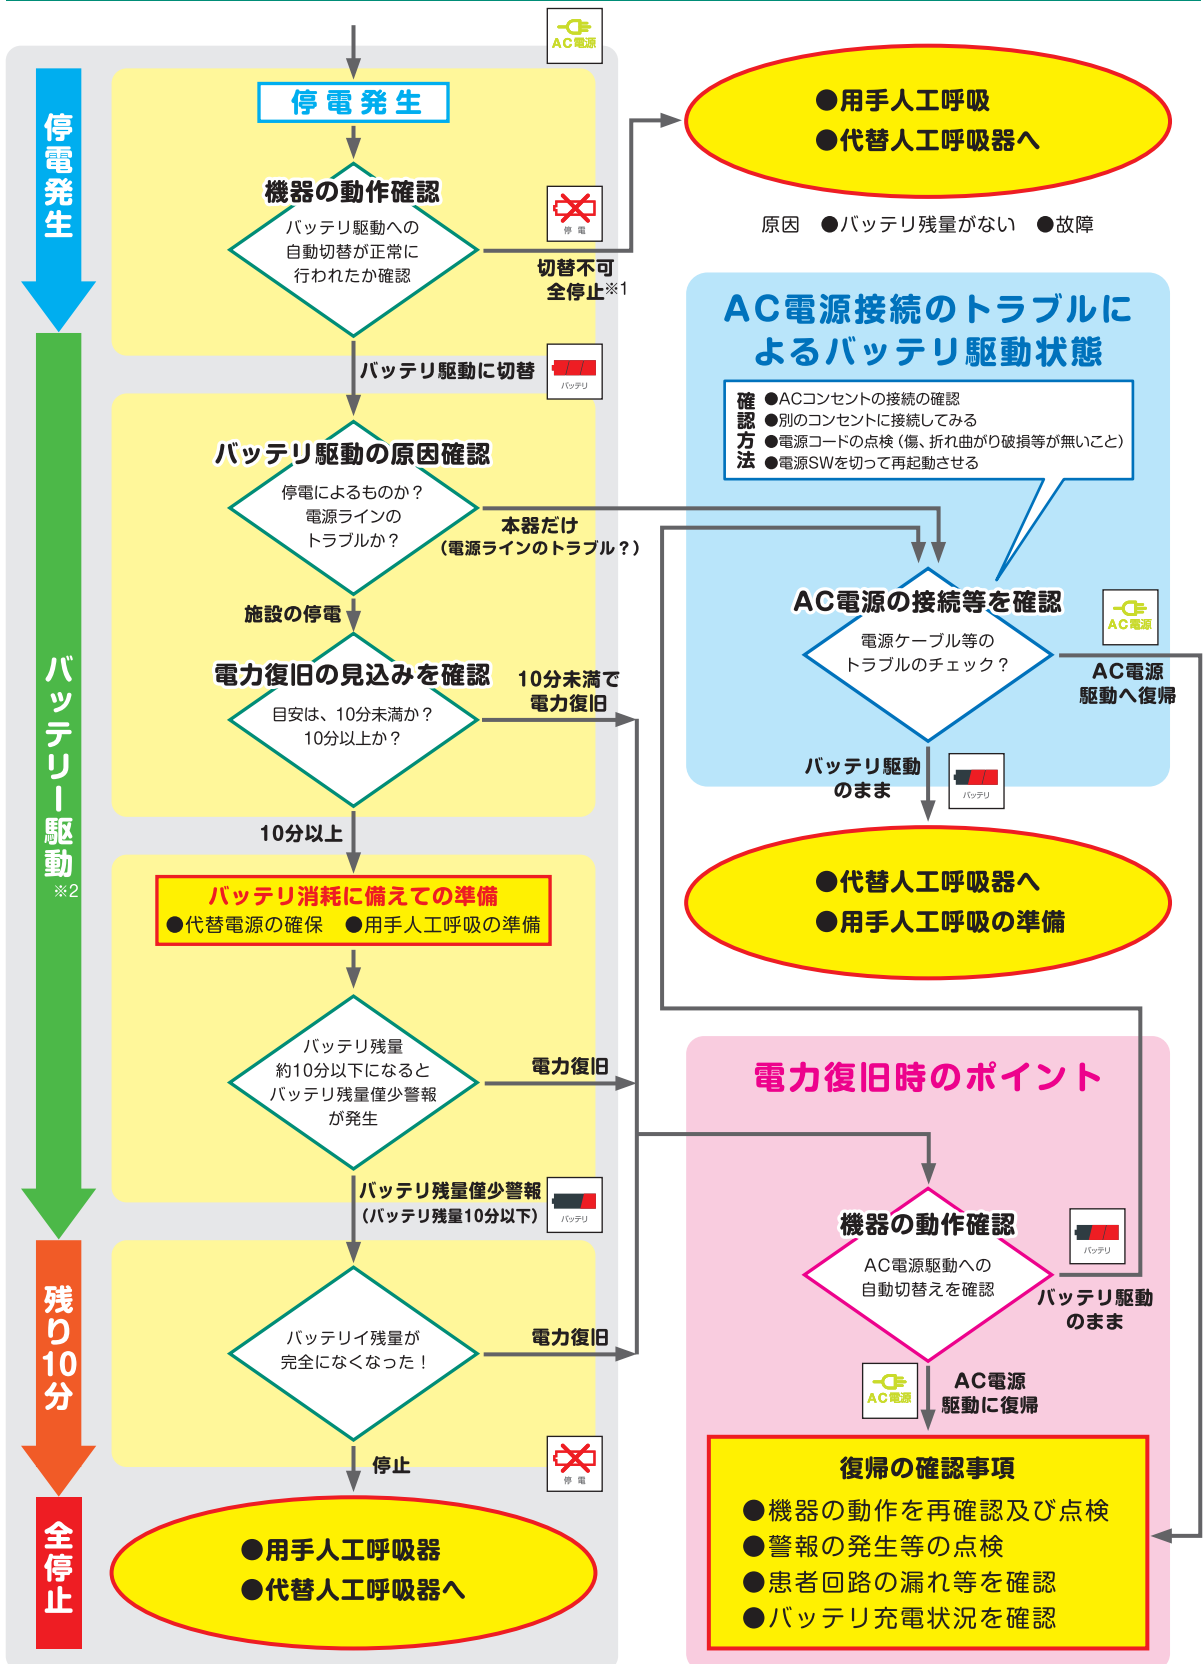 AC電源
停電発生
停電発生
機器の動作確認
バッテリ駆動への
自動切替が正常に
行われたか確認
停 電
切替不可
全停止※1
●用手人工呼吸
●代替人工呼吸器へ
原因 ●バッテリ残量がない ●故障
バッテリ駆動に切替
バッテリ
バッテリー駆動
※2
バッテリ駆動の原因確認
停電によるものか？
電源ラインの
トラブルか？
本器だけ
（電源ラインのトラブル？）
施設の停電
電力復旧の見込みを確認
目安は、10分未満か？
10分以上か？
10分未満で
電力復旧
10分以上
AC電源接続のトラブルに
よるバッテリ駆動状態
確認方法
●ACコンセントの接続の確認
●別のコンセントに接続してみる
●電源コードの点検（傷、折れ曲がり破損等が無いこと）
●電源SWを切って再起動させる
AC電源の接続等を確認
電源ケーブル等の
トラブルのチェック？
AC電源
AC電源
駆動へ復帰
バッテリ駆動
のまま
バッテリ
●代替人工呼吸器へ
●用手人工呼吸の準備
バッテリ消耗に備えての準備
●代替電源の確保 ●用手人工呼吸の準備
バッテリ残量
約10分以下になると
バッテリ残量僅少警報
が発生
電力復旧
バッテリ残量僅少警報
（バッテリ残量10分以下）
バッテリ
残り10分
バッテリイ残量が
完全になくなった！
電力復旧
停止
停 電
全停止
●用手人工呼吸器
●代替人工呼吸器へ
電力復旧時のポイント
機器の動作確認
AC電源駆動への
自動切替えを確認
バッテリ
バッテリ駆動
のまま
AC電源
AC電源
駆動に復帰
復帰の確認事項
●機器の動作を再確認及び点検
●警報の発生等の点検
●患者回路の漏れ等を確認
●バッテリ充電状況を確認